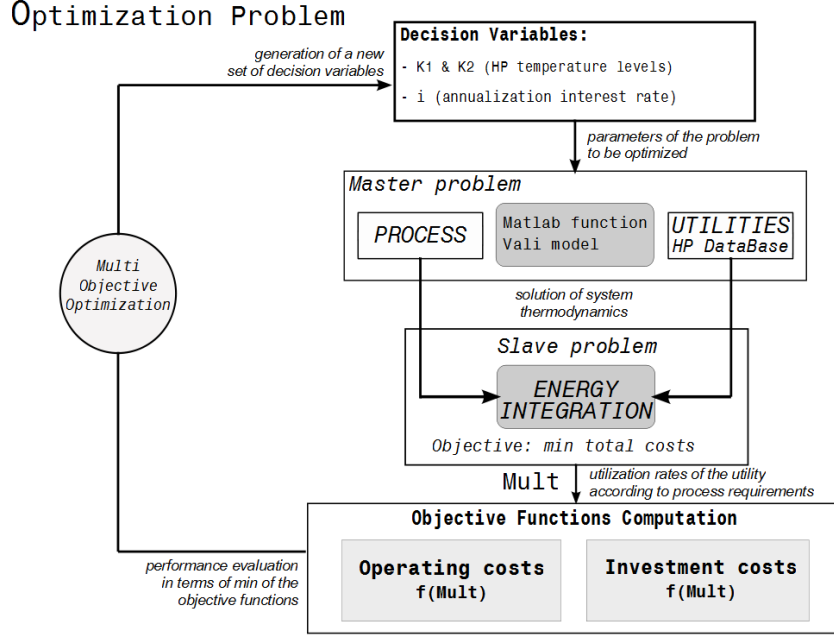 Optimization Problem
Decision Variables:
- K1 & K2 (HP temperature levels)
- i (annualization interest rate)
generation of a new
set of decision variables
parameters of the problem
to be optimized
Master problem
PROCESS
Matlab function
Vali model
UTILITIES
HP DataBase
Multi
Objective
Optimization
solution of system
thermodynamics
Slave problem
ENERGY
INTEGRATION
Objective: min total costs
Mult
utilization rates of the utility
according to process requirements
Objective Functions Computation
Operating costs
f(Mult)
Investment costs
f(Mult)
performance evaluation
in terms of min of the
objective functions